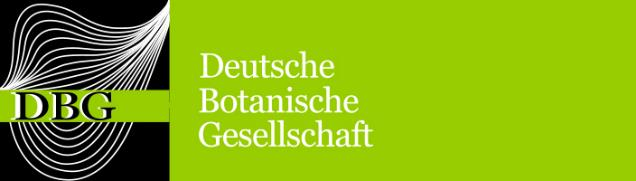 DBG
Deutsche
Botanische
Gesellschaft